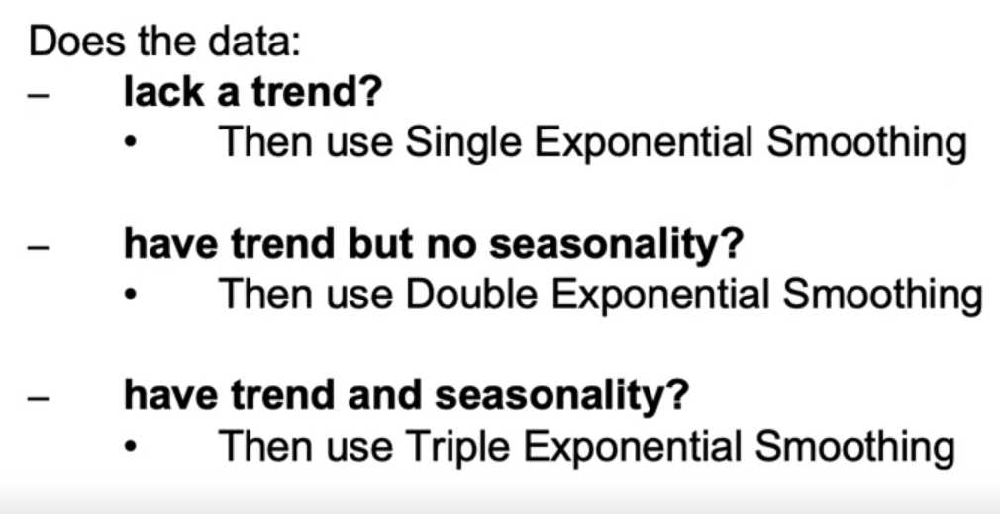 Does the data:
– lack a trend?
• Then use Single Exponential Smoothing
– have trend but no seasonality?
• Then use Double Exponential Smoothing
– have trend and seasonality?
• Then use Triple Exponential Smoothing